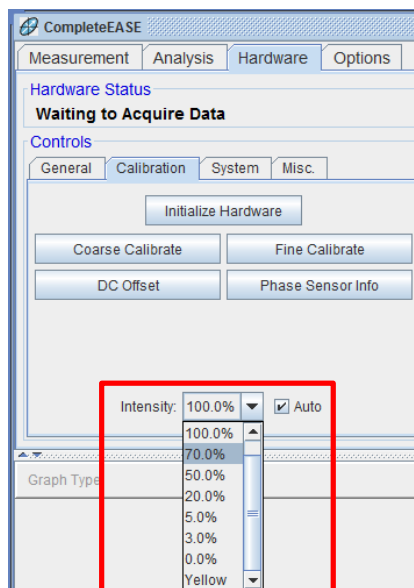 CompleteEASE
Measurement Analysis Hardware Options
Hardware Status
Waiting to Acquire Data
Controls
General Calibration System Misc.
Initialize Hardware
Coarse Calibrate Fine Calibrate
DC Offset Phase Sensor Info
Intensity: 100.0% Auto
100.0%
70.0%
50.0%
Graph Type
20.0%
5.0%
3.0%
0.0%
Yellow